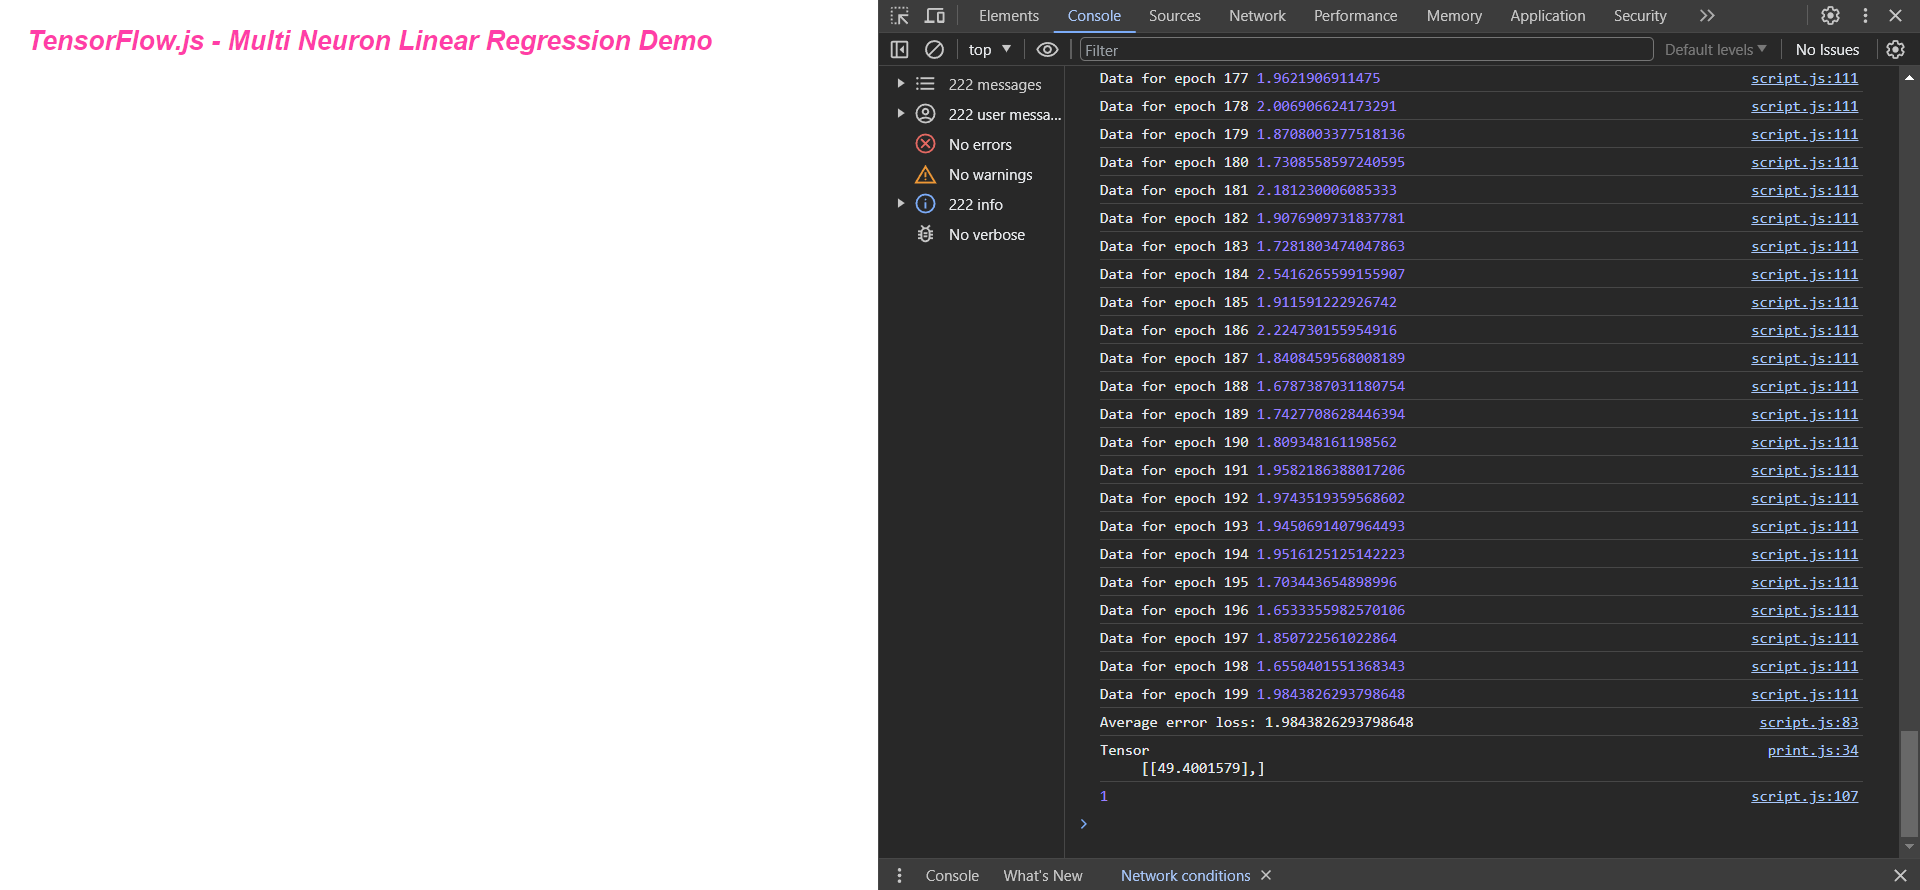 TensorFlow.js - Multi Neuron Linear Regression Demo
Elements Console Sources Network Performance Memory Application Security
top Filter Default levels No Issues
222 messages
222 user messa...
No errors
No warnings
222 info
No verbose
Data for epoch 177 1.9621906911475 script.js:111
Data for epoch 178 2.006906624173291 script.js:111
Data for epoch 179 1.8708003377518136 script.js:111
Data for epoch 180 1.7308558597240595 script.js:111
Data for epoch 181 2.181230006085333 script.js:111
Data for epoch 182 1.9076909731837781 script.js:111
Data for epoch 183 1.7281803474047863 script.js:111
Data for epoch 184 2.5416265599155907 script.js:111
Data for epoch 185 1.911591222926742 script.js:111
Data for epoch 186 2.224730155954916 script.js:111
Data for epoch 187 1.8408459568008189 script.js:111
Data for epoch 188 1.6787387031180754 script.js:111
Data for epoch 189 1.7427708628446394 script.js:111
Data for epoch 190 1.809348161198562 script.js:111
Data for epoch 191 1.9582186388017206 script.js:111
Data for epoch 192 1.9743519359568602 script.js:111
Data for epoch 193 1.9450691407964493 script.js:111
Data for epoch 194 1.9516125125142223 script.js:111
Data for epoch 195 1.703443654898996 script.js:111
Data for epoch 196 1.6533355982570106 script.js:111
Data for epoch 197 1.850722561022864 script.js:111
Data for epoch 198 1.6550401551368343 script.js:111
Data for epoch 199 1.9843826293798648 script.js:111
Average error loss: 1.9843826293798648 script.js:83
Tensor print.js:34
[[49.4001579],]
1 script.js:107
Console What's New Network conditions